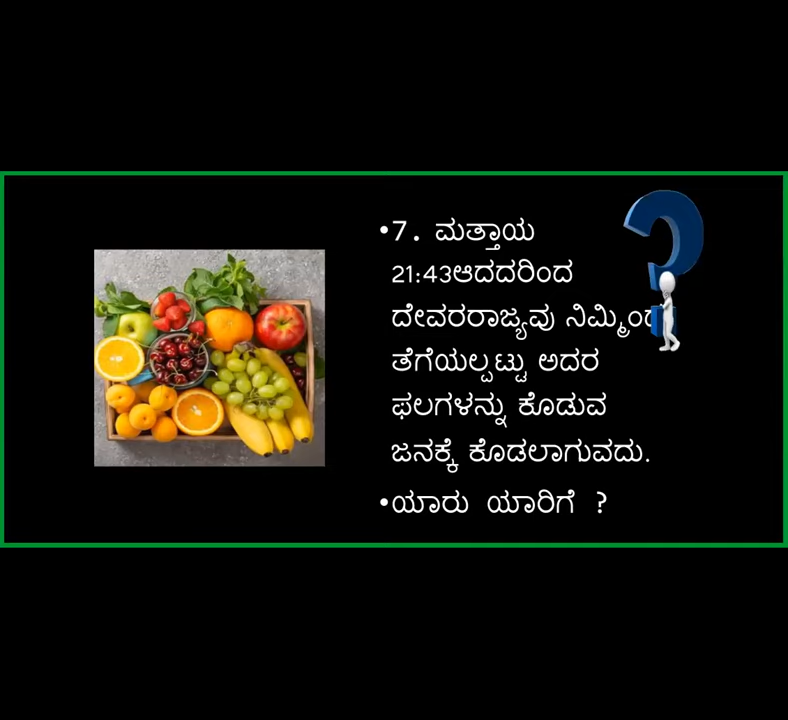 •7. ಮತ್ತಾಯ
21:43ಆದದರಿಂದ
ದೇವರರಾಜ್ಯವು ನಿಮ್ಮಿಂದ
ತೆಗೆಯಲ್ಪಟ್ಟು ಅದರ
ಫಲಗಳನ್ನು ಕೊಡುವ
ಜನಕ್ಕೆ ಕೊಡಲಾಗುವದು.
•ಯಾರು ಯಾರಿಗೆ ?